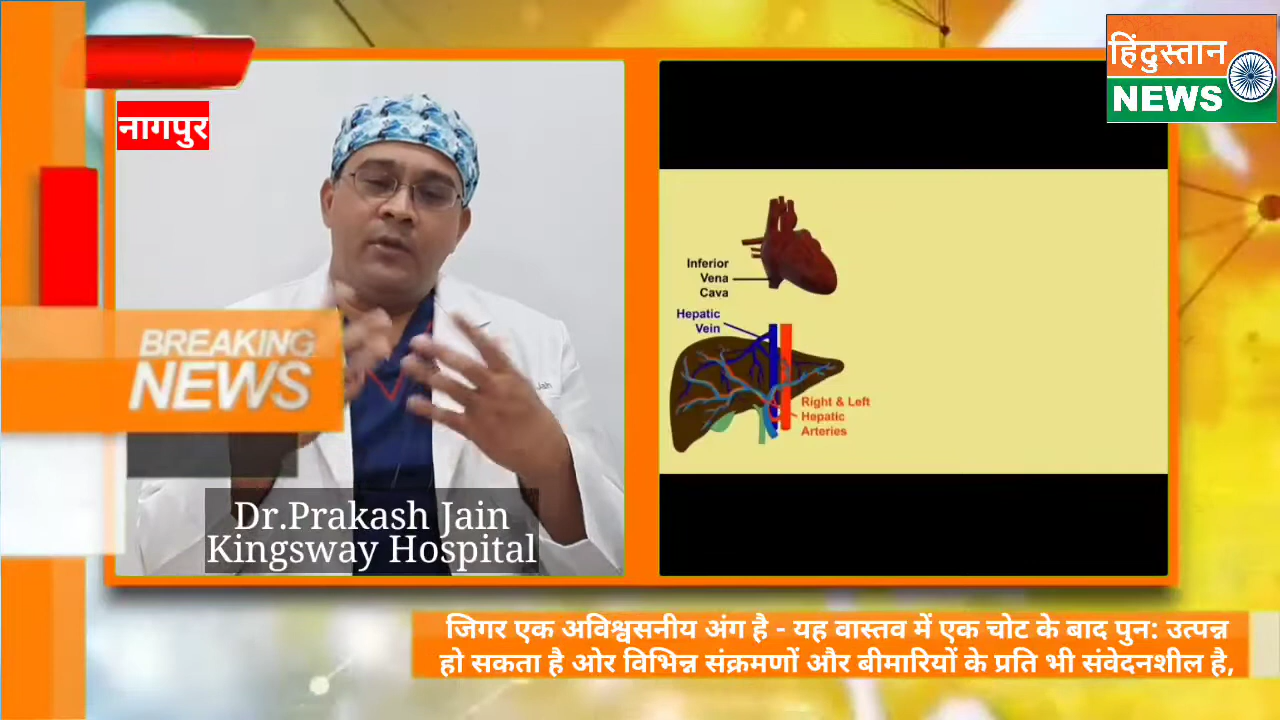 हिंदुस्तान
NEWS
नागपुर
BREAKING
NEWS
Jain
Dr.Prakash Jain
Kingsway Hospital
Inferior
Vena
Cava
Hepatic
Vein
Right & Left
Hepatic
Arteries
जिगर एक अविश्वसनीय अंग है - यह वास्तव में एक चोट के बाद पुन: उत्पन्न
हो सकता है ओर विभिन्न संक्रमणों और बीमारियों के प्रति भी संवेदनशील है,